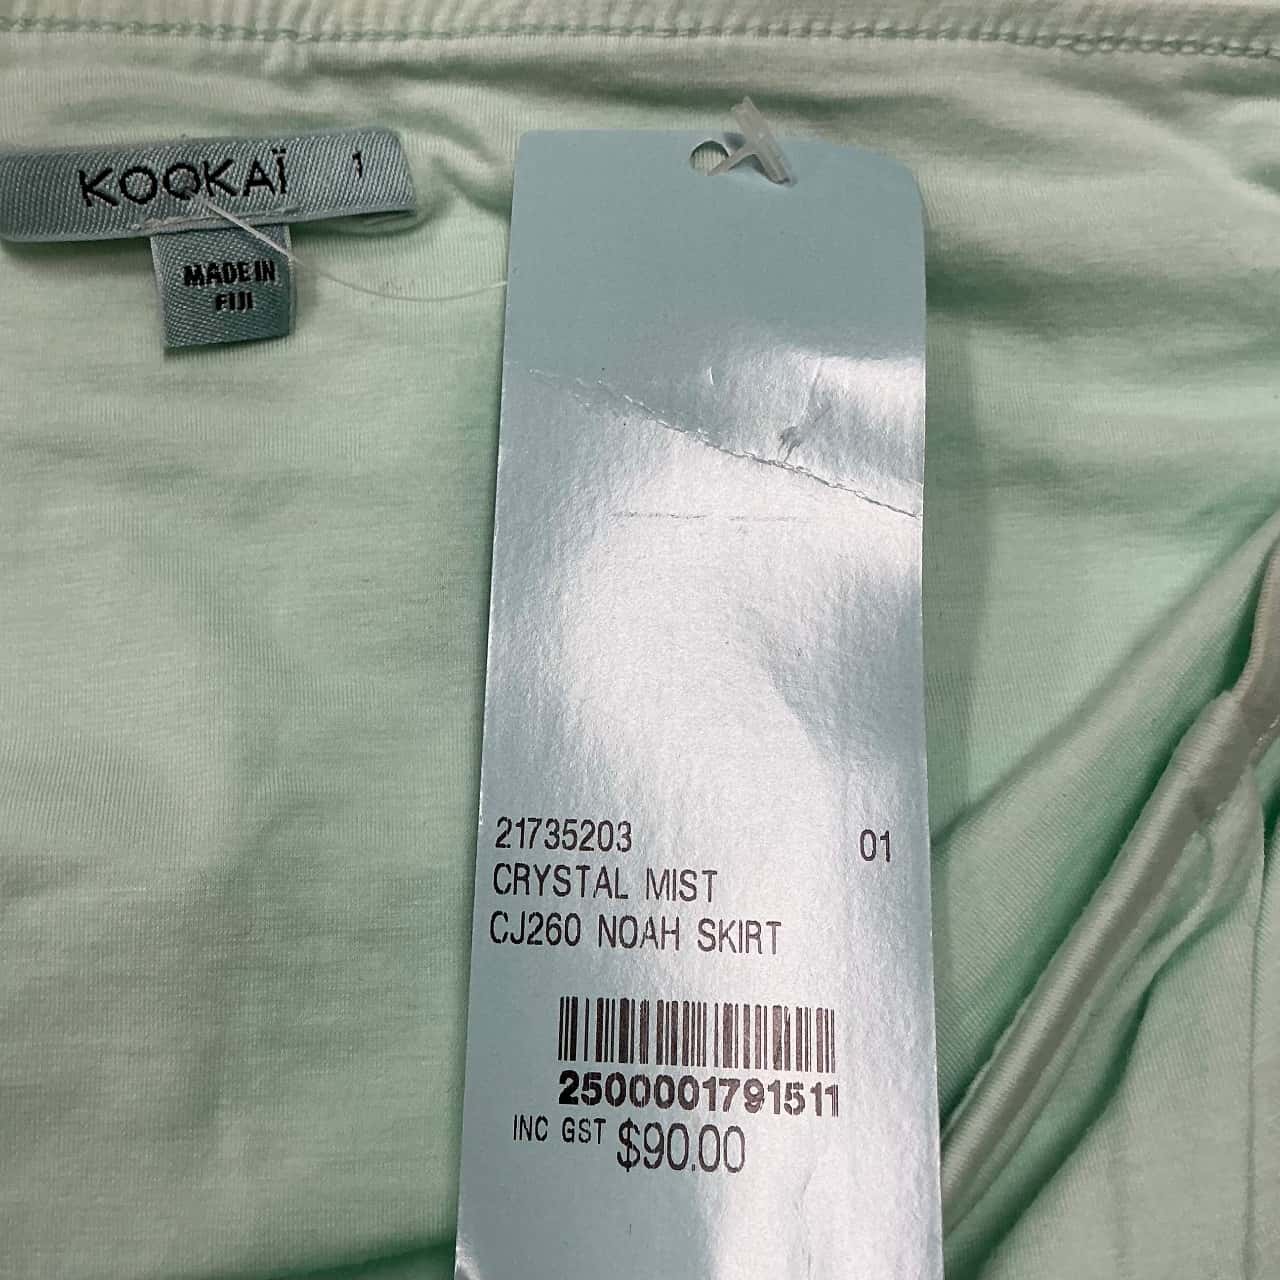 KOOKAÏ 1
MADE IN
FIJI
21735203 01
CRYSTAL MIST
CJ260 NOAH SKIRT
2500001791511
INC GST $90.00